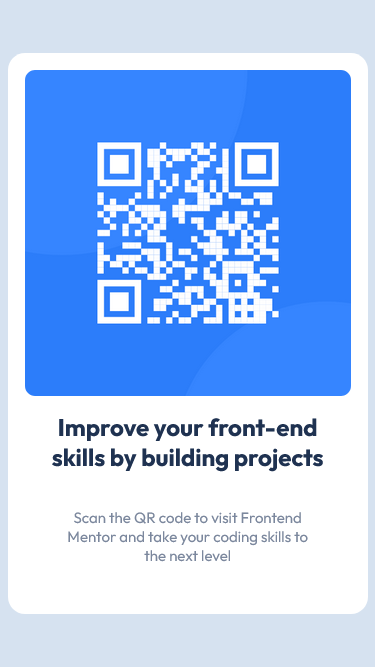 Improve your front-end
skills by building projects
Scan the QR code to visit Frontend
Mentor and take your coding skills to
the next level